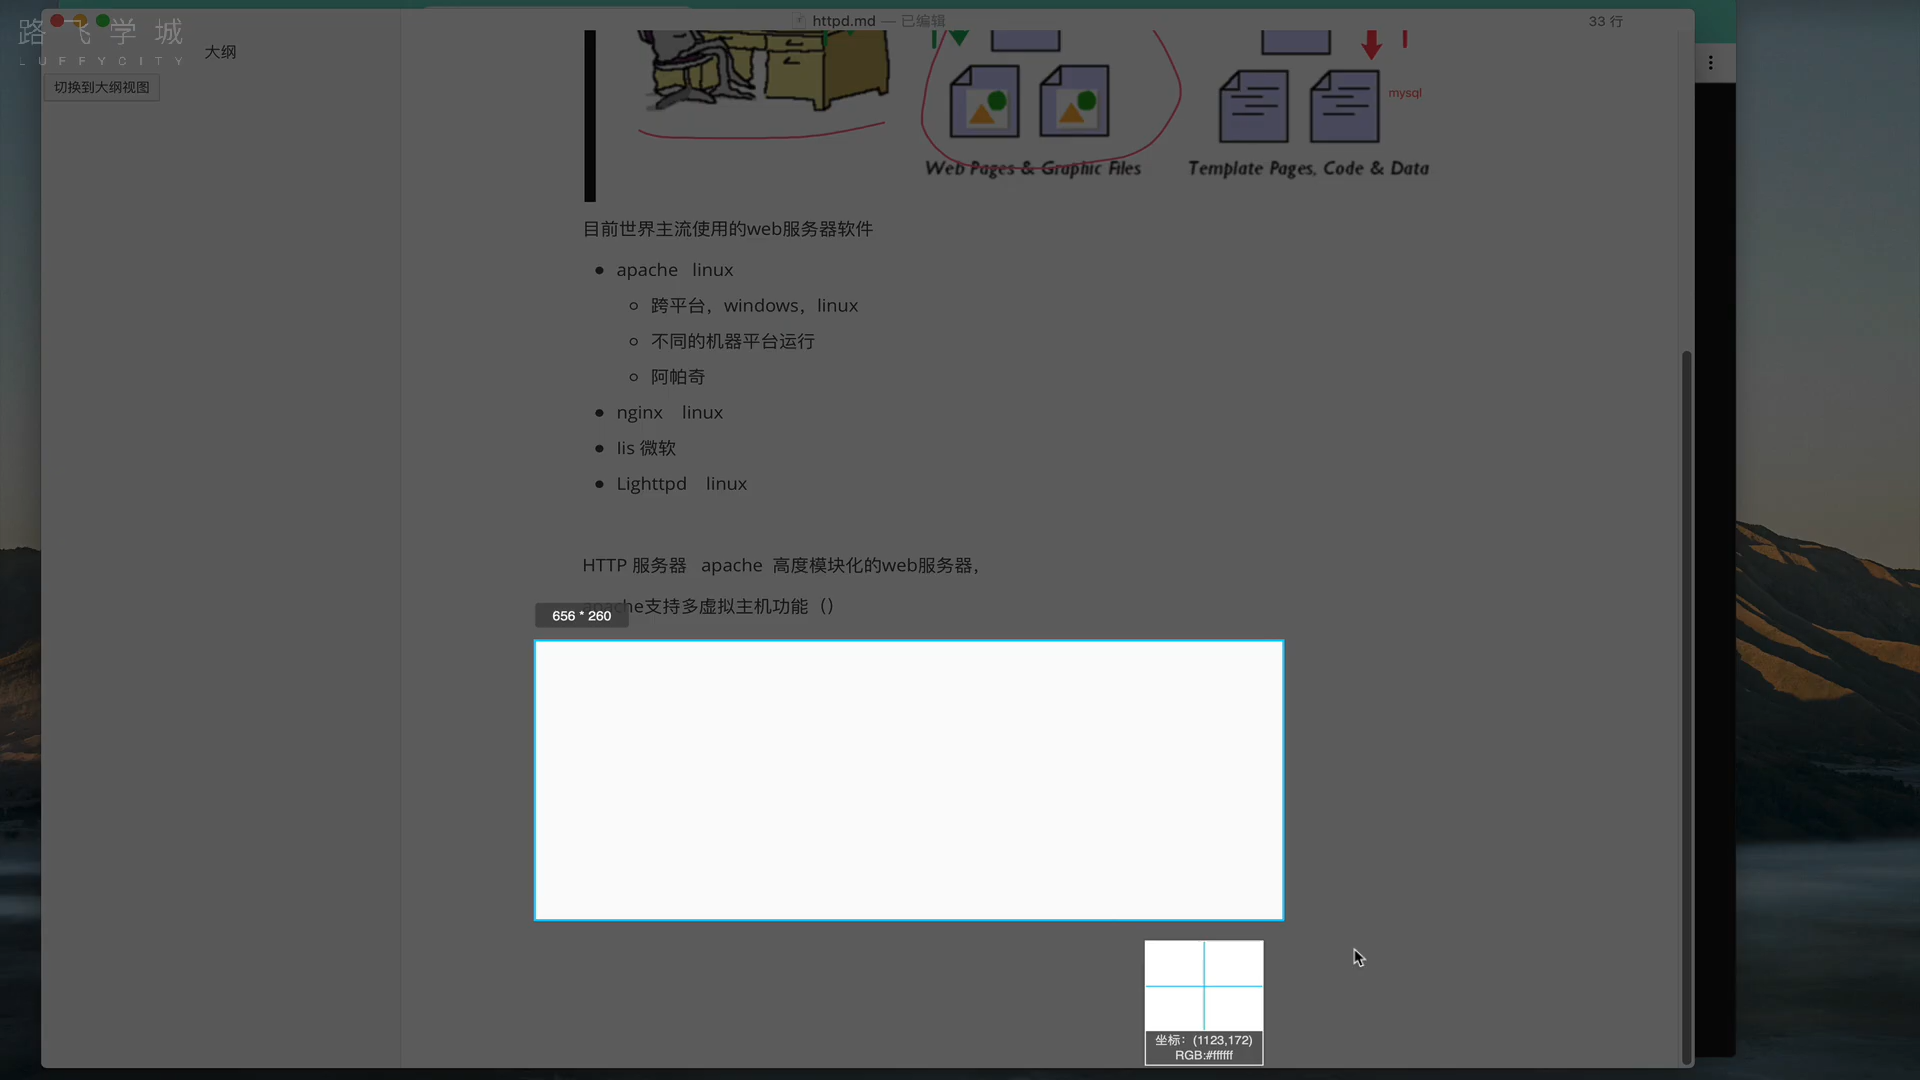 路飞学城
LUFFYCITY
httpd.md — 已编辑
33 行
大纲
切换到大纲视图
mysql
Web Pages & Graphic Files
Template Pages, Code & Data
目前世界主流使用的web服务器软件
apache linux
跨平台，windows，linux
不同的机器平台运行
阿帕奇
nginx linux
Iis 微软
Lighttpd linux
HTTP 服务器 apache 高度模块化的web服务器，
apache支持多虚拟主机功能（）
656 * 260
坐标：(1123,172)
RGB:#ffffff